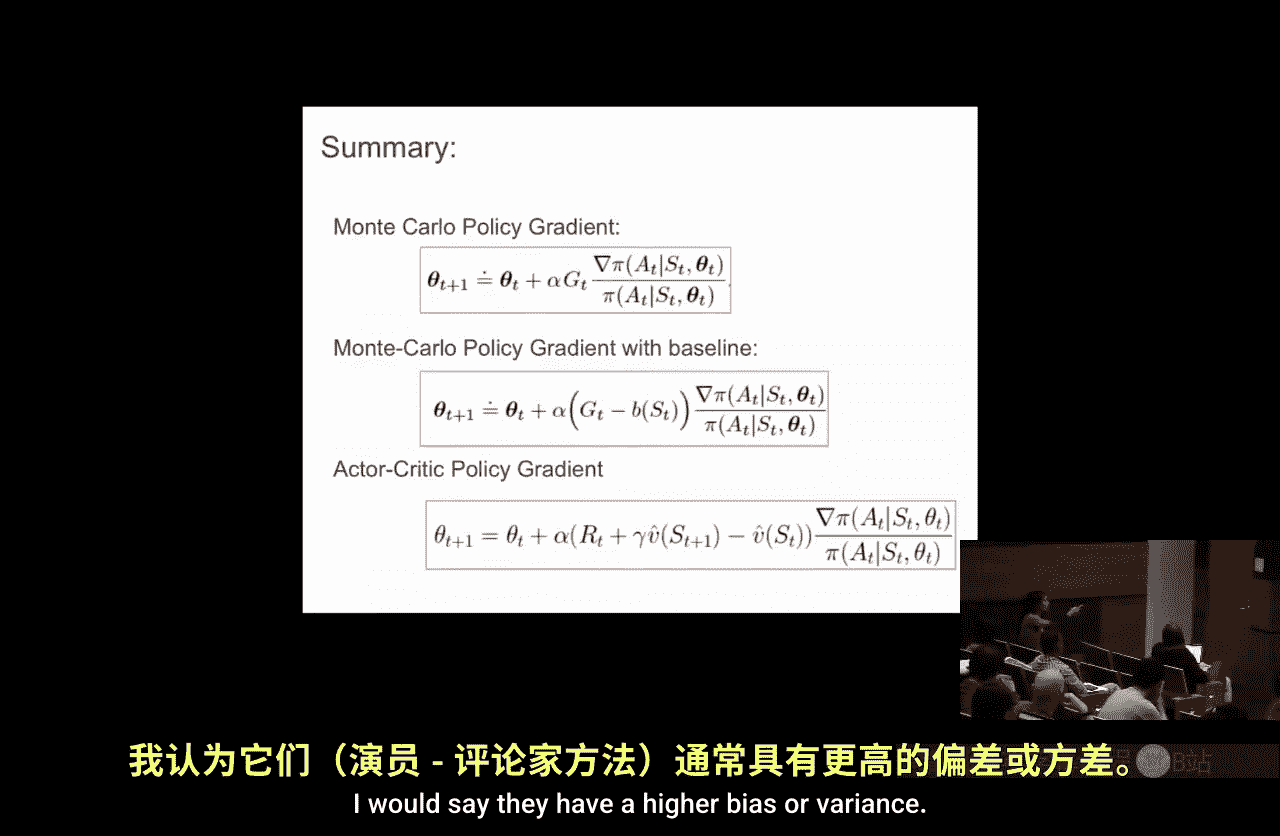 Summary:
Monte Carlo Policy Gradient:
θ_{t+1} ≐ θ_t + αG_t ∇π(A_t|S_t, θ_t) / π(A_t|S_t, θ_t)
Monte-Carlo Policy Gradient with baseline:
θ_{t+1} ≐ θ_t + α(G_t − b(S_t)) ∇π(A_t|S_t, θ_t) / π(A_t|S_t, θ_t)
Actor-Critic Policy Gradient
θ_{t+1} = θ_t + α(R_t + γv̂(S_{t+1}) − v̂(S_t)) ∇π(A_t|S_t, θ_t) / π(A_t|S_t, θ_t)
我认为它们（演员 - 评论家方法）通常具有更高的偏差或方差。
B站
I would say they have a higher bias or variance.